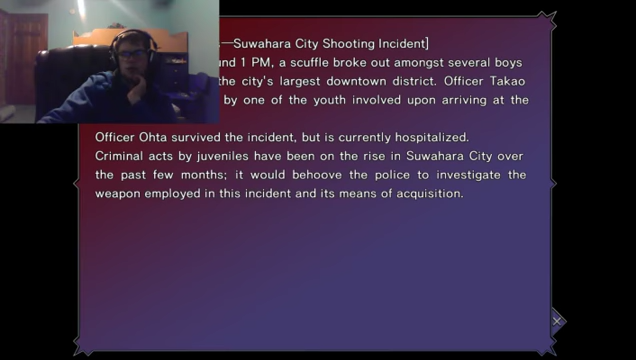 —Suwahara City Shooting Incident]
1 PM, a scuffle broke out amongst several boys
the city's largest downtown district. Officer Takao
by one of the youth involved upon arriving at the
Officer Ohta survived the incident, but is currently hospitalized.
Criminal acts by juveniles have been on the rise in Suwahara City over
the past few months; it would behoove the police to investigate the
weapon employed in this incident and its means of acquisition.